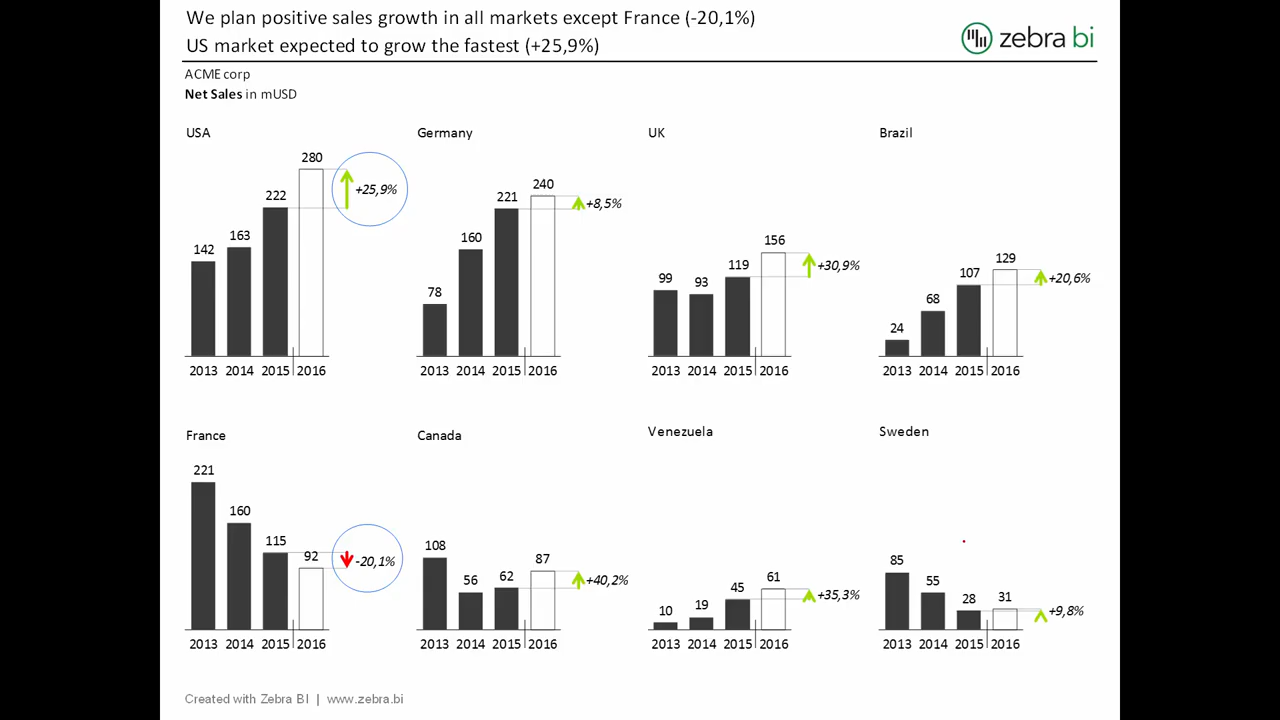 We plan positive sales growth in all markets except France (-20,1%)
US market expected to grow the fastest (+25,9%)
zebra bi
ACME corp
Net Sales in mUSD
USA
142 163 222 280
+25,9%
2013 2014 2015 2016
Germany
78 160 221 240
+8,5%
2013 2014 2015 2016
UK
99 93 119 156
+30,9%
2013 2014 2015 2016
Brazil
24 68 107 129
+20,6%
2013 2014 2015 2016
France
221 160 115 92
-20,1%
2013 2014 2015 2016
Canada
108 56 62 87
+40,2%
2013 2014 2015 2016
Venezuela
10 19 45 61
+35,3%
2013 2014 2015 2016
Sweden
85 55 28 31
+9,8%
2013 2014 2015 2016
Created with Zebra BI | www.zebra.bi